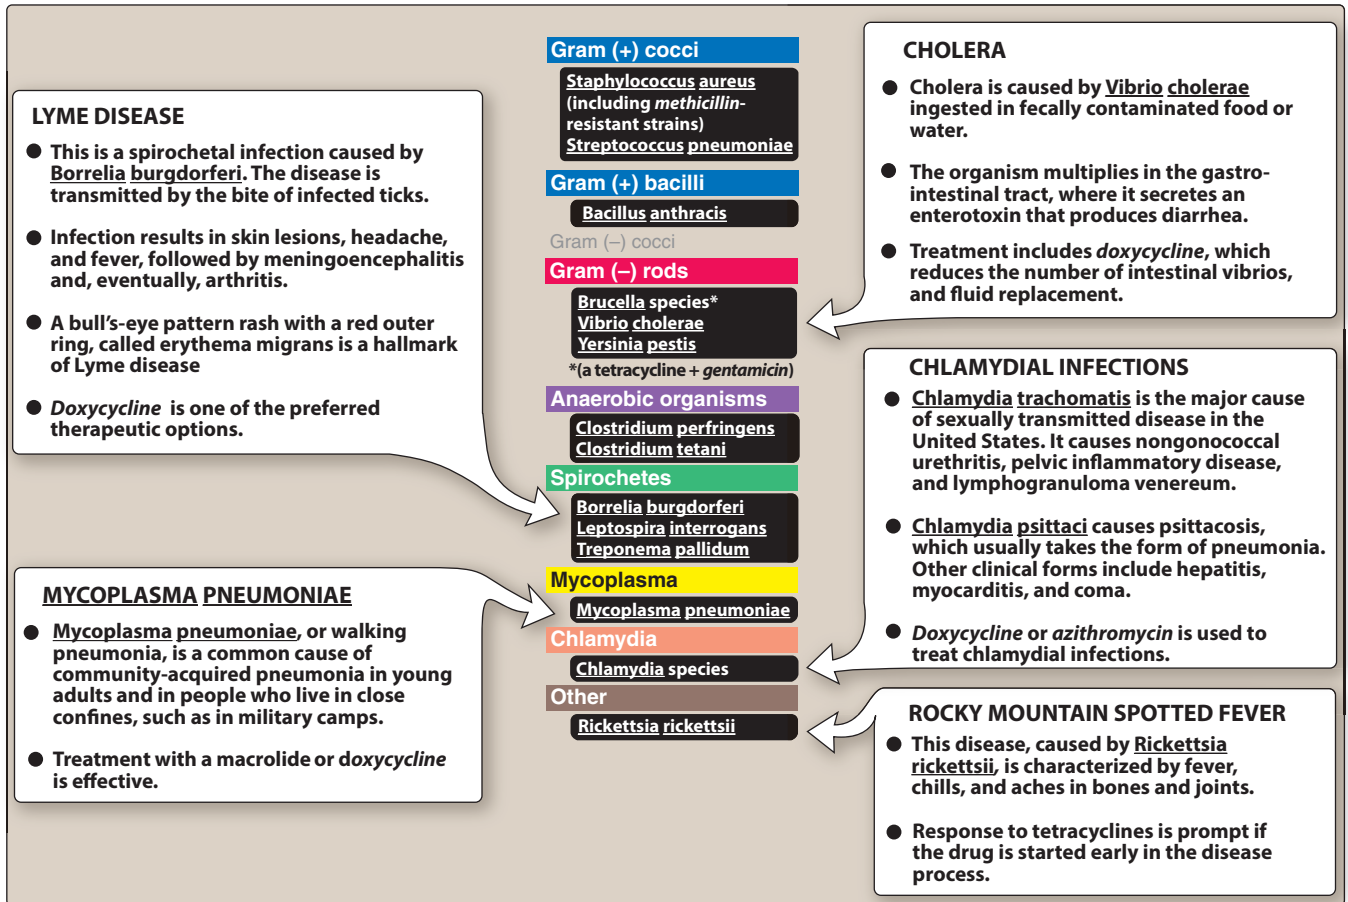 LYME DISEASE
● This is a spirochetal infection caused by
Borrelia burgdorferi. The disease is
transmitted by the bite of infected ticks.
● Infection results in skin lesions, headache,
and fever, followed by meningoencephalitis
and, eventually, arthritis.
● A bull's-eye pattern rash with a red outer
ring, called erythema migrans is a hallmark
of Lyme disease
● Doxycycline is one of the preferred
therapeutic options.
MYCOPLASMA PNEUMONIAE
● Mycoplasma pneumoniae, or walking
pneumonia, is a common cause of
community-acquired pneumonia in young
adults and in people who live in close
confines, such as in military camps.
● Treatment with a macrolide or doxycycline
is effective.
Gram (+) cocci
Staphylococcus aureus
(including methicillin-
resistant strains)
Streptococcus pneumoniae
Gram (+) bacilli
Bacillus anthracis
Gram (–) cocci
Gram (–) rods
Brucella species*
Vibrio cholerae
Yersinia pestis
*(a tetracycline + gentamicin)
Anaerobic organisms
Clostridium perfringens
Clostridium tetani
Spirochetes
Borrelia burgdorferi
Leptospira interrogans
Treponema pallidum
Mycoplasma
Mycoplasma pneumoniae
Chlamydia
Chlamydia species
Other
Rickettsia rickettsii
CHOLERA
● Cholera is caused by Vibrio cholerae
ingested in fecally contaminated food or
water.
● The organism multiplies in the gastro-
intestinal tract, where it secretes an
enterotoxin that produces diarrhea.
● Treatment includes doxycycline, which
reduces the number of intestinal vibrios,
and fluid replacement.
CHLAMYDIAL INFECTIONS
● Chlamydia trachomatis is the major cause
of sexually transmitted disease in the
United States. It causes nongonococcal
urethritis, pelvic inflammatory disease,
and lymphogranuloma venereum.
● Chlamydia psittaci causes psittacosis,
which usually takes the form of pneumonia.
Other clinical forms include hepatitis,
myocarditis, and coma.
● Doxycycline or azithromycin is used to
treat chlamydial infections.
ROCKY MOUNTAIN SPOTTED FEVER
● This disease, caused by Rickettsia
rickettsii, is characterized by fever,
chills, and aches in bones and joints.
● Response to tetracyclines is prompt if
the drug is started early in the disease
process.